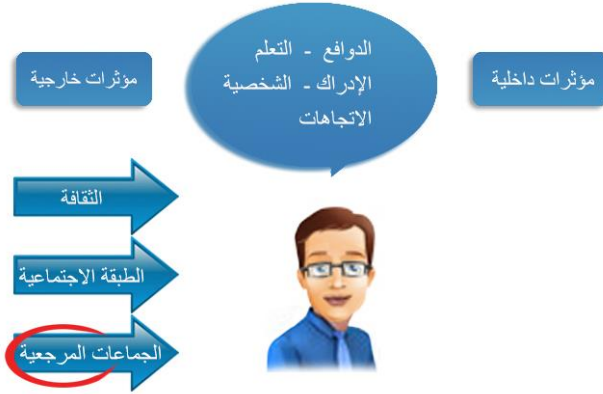 الدوافع - التعلم
الإدراك - الشخصية
الاتجاهات
مؤثرات داخلية
مؤثرات خارجية
الثقافة
الطبقة الاجتماعية
الجماعات المرجعية